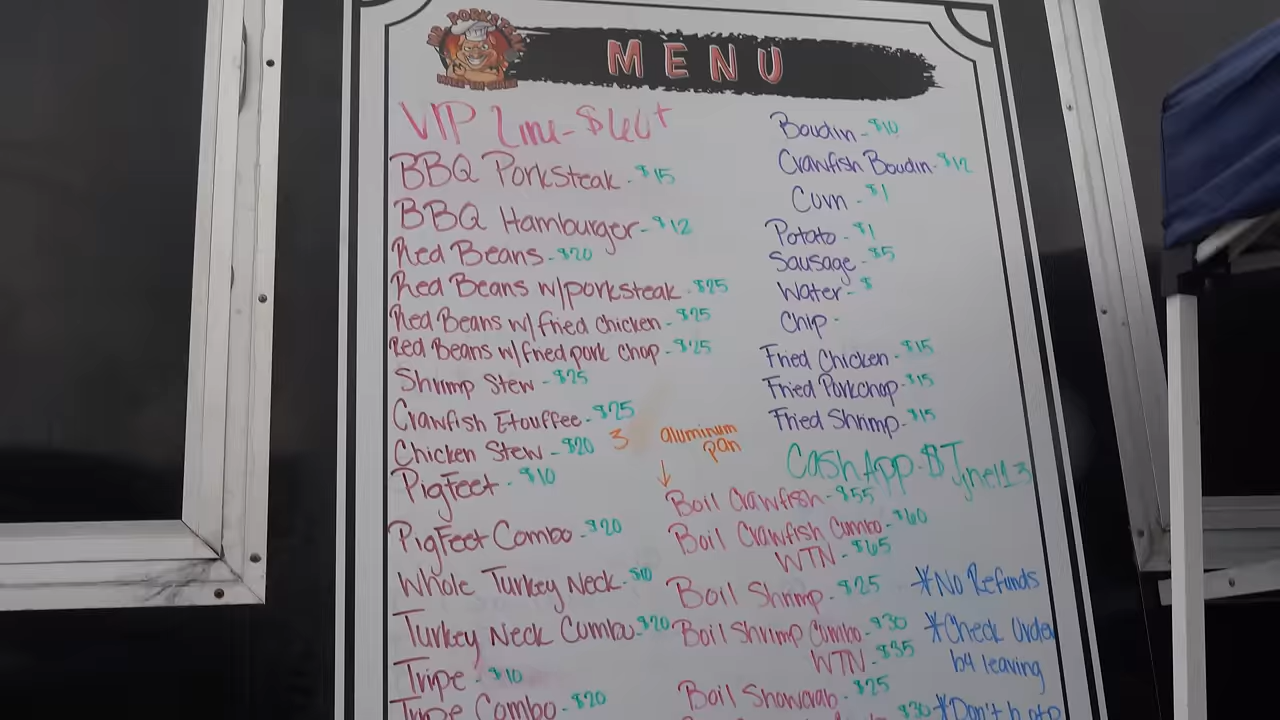 MR. PORKSTEAK
MENU
VIP Line - $60+
BBQ Porksteak - $15
BBQ Hamburger - $12
Red Beans - $20
Red Beans w/porksteak - $25
Red Beans w/fried chicken - $25
Red Beans w/fried pork chop - $25
Shrimp Stew - $25
Crawfish Etouffee - $25
Chicken Stew - $20 3
PigFeet - $10
PigFeet Combo - $20
Whole Turkey Neck - $10
Turkey Neck Combo - $20
Tripe - $10
Tripe Combo - $20
Boudin - $10
Crawfish Boudin - $12
Corn - $1
Potato - $1
Sausage - $5
Water - $
Chip -
Fried Chicken - $15
Fried Porkchop - $15
Fried Shrimp - $15
CashApp -
aluminum
pan
Boil Crawfish - $55
Boil Crawfish Combo - $60
WTN - $65
Boil Shrimp - $25
Boil Shrimp Combo - $30
WTN - $35
Boil Snowcrab - $25
$30
*No Refunds
*Check Order
b4 leaving
*Don't